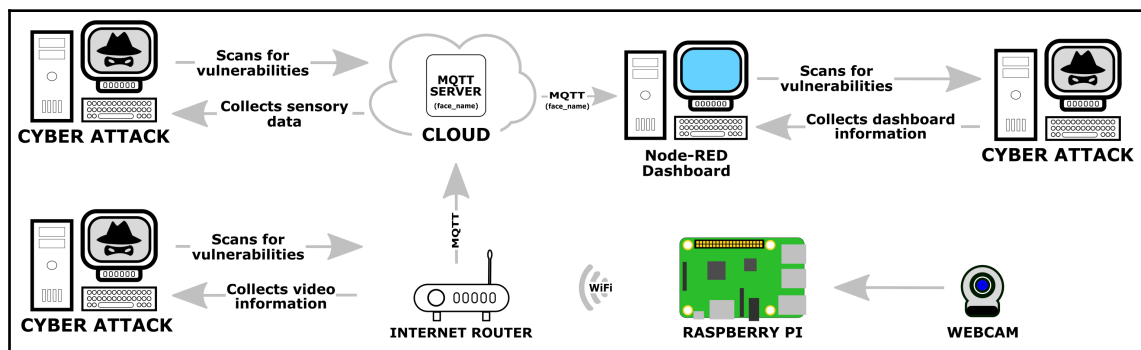 Scans for
vulnerabilities
Collects sensory
data
CYBER ATTACK
MQTT
SERVER
(face_name)
CLOUD
MQTT
(face_name)
Node-RED
Dashboard
Scans for
vulnerabilities
Collects dashboard
information
CYBER ATTACK
Scans for
vulnerabilities
Collects video
information
CYBER ATTACK
MQTT
INTERNET ROUTER
WiFi
RASPBERRY PI
WEBCAM